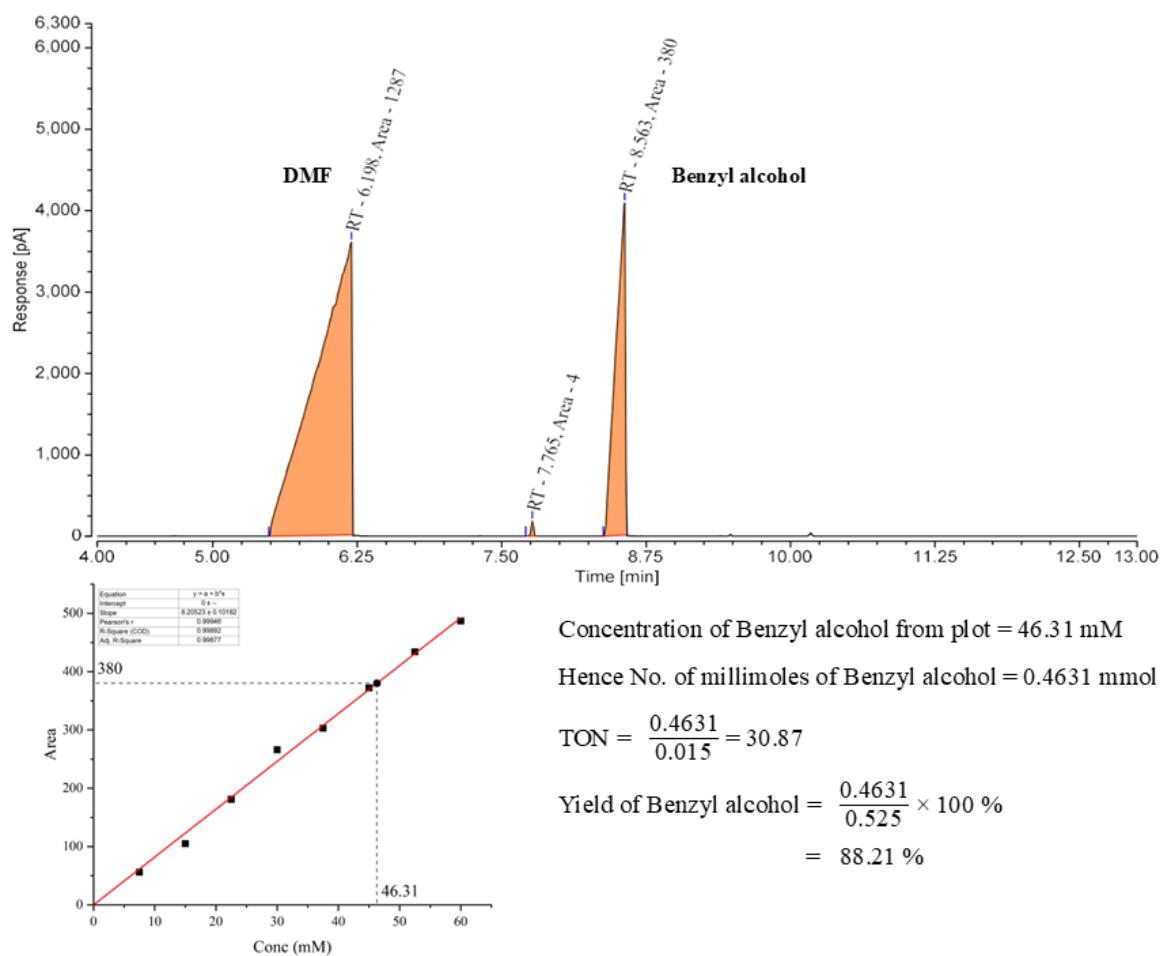 6,300
6,000
5,000
4,000
3,000
2,000
1,000
0
Response [pA]
DMF
RT - 6.198, Area - 1287
RT - 7.765, Area - 4
RT - 8.563, Area - 380
Benzyl alcohol
4.00 5.00 6.25 7.50 8.75 10.00 11.25 12.50 13.00
Time [min]
Equation y = a + b*x
Intercept 0 ± --
Slope 8.20523 ± 0.10182
Pearson's r 0.99946
R-Square (COD) 0.99892
Adj. R-Square 0.99877
500
400
300
200
100
0
Area
380
46.31
0 10 20 30 40 50 60
Conc (mM)
Concentration of Benzyl alcohol from plot = 46.31 mM
Hence No. of millimoles of Benzyl alcohol = 0.4631 mmol
TON = 0.4631 / 0.015 = 30.87
Yield of Benzyl alcohol = 0.4631 / 0.525 × 100 %
= 88.21 %